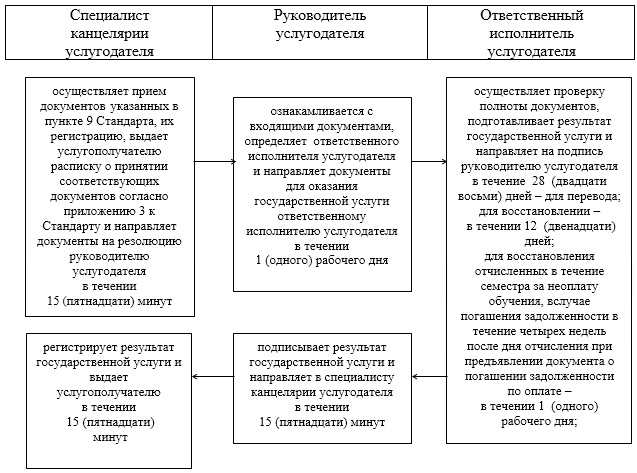 Специалист
канцелярии
услугодателя
Руководитель
услугодателя
Ответственный
исполнитель
услугодателя
осуществляет прием
документов указанных в
пункте 9 Стандарта, их
регистрацию, выдает
услугополучателю
расписку о принятии
соответствующих
документов согласно
приложению 3 к
Стандарту и направляет
документы на резолюцию
руководителю
услугодателя
в течении
15 (пятнадцати) минут
ознакамливается с
входящими документами,
определяет ответственного
исполнителя услугодателя
и направляет документы
для оказания
государственной услуги
ответственному
исполнителю услугодателя
в течении
1 (одного) рабочего дня
осуществляет проверку
полноты документов,
подготавливает результат
государственной услуги и
направляет на подпись
руководителю услугодателя
в течение 28 (двадцати
восьми) дней – для перевода;
для восстановлении –
в течении 12 (двенадцати)
дней;
для восстановления
отчисленных в течение
семестра за неоплату
обучения, вслучае
погашения задолженности в
течение четырех недель
после дня отчисления при
предъявлении документа о
погашении задолженности
по оплате –
в течении 1 (одного)
рабочего дня;
подписывает результат
государственной услуги и
направляет в специалисту
канцелярии услугодателя
в течении
15 (пятнадцати) минут
регистрирует результат
государственной услуги и
выдает
услугополучателю
в течении
15 (пятнадцати)
минут